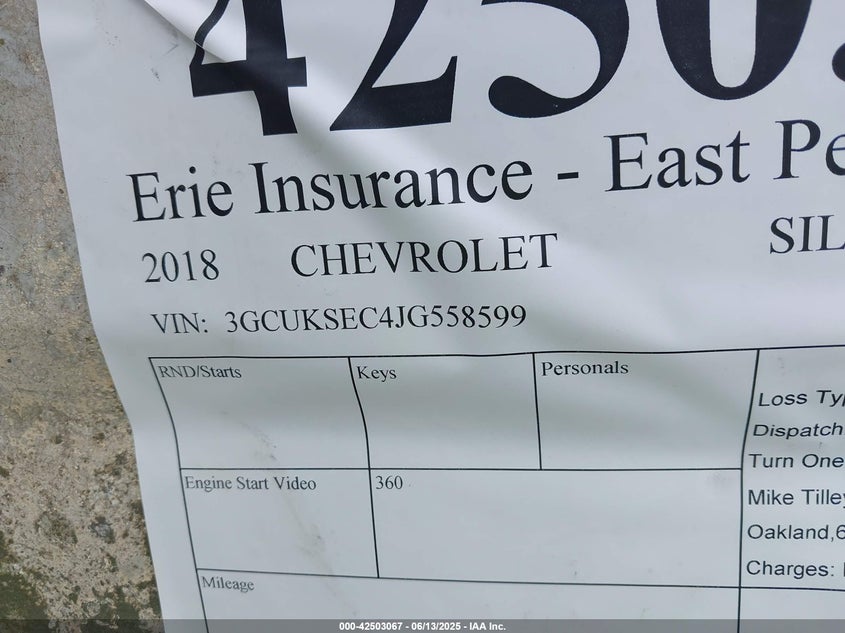 4250
Erie Insurance - East Pe
2018 CHEVROLET SIL
VIN: 3GCUKSEC4JG558599
RND/Starts Keys Personals
Loss Typ
Dispatch
Turn One
Engine Start Video 360
Mike Tilley
Oakland,6
Charges:
Mileage
000-42503067 - 06/13/2025 - IAA Inc.